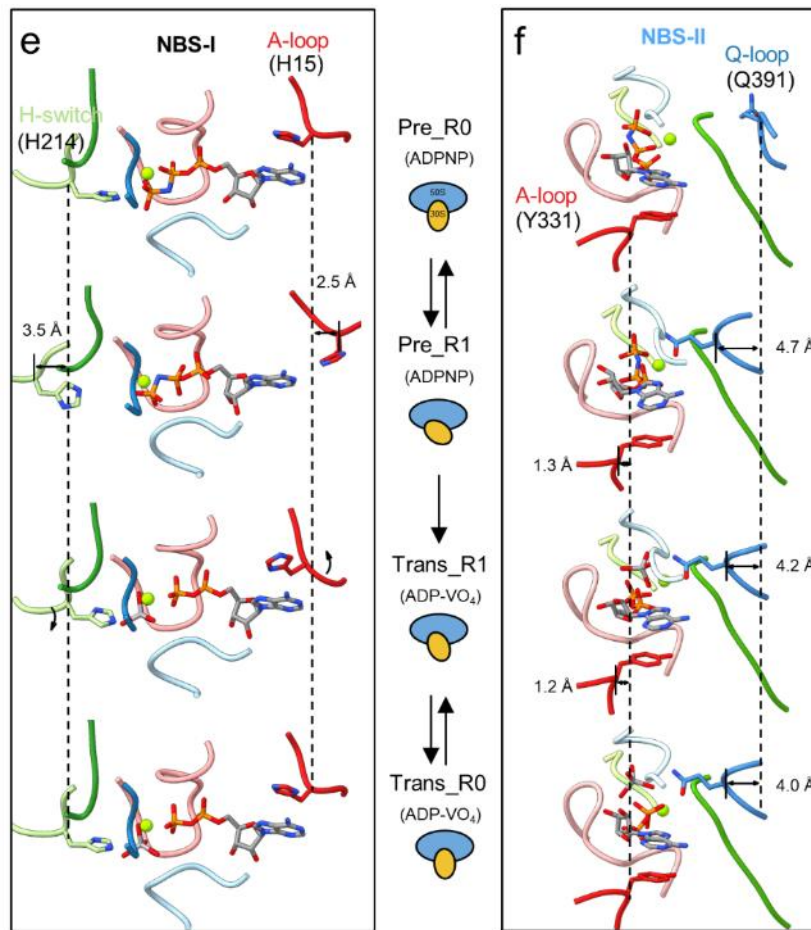 e
NBS-I
A-loop
(H15)
H-switch
(H214)
2.5 Å
3.5 Å
Pre_R0
(ADPNP)
50S
30S
Pre_R1
(ADPNP)
Trans_R1
(ADP-VO₄)
Trans_R0
(ADP-VO₄)
f
NBS-II
Q-loop
(Q391)
A-loop
(Y331)
4.7 Å
1.3 Å
4.2 Å
1.2 Å
4.0 Å